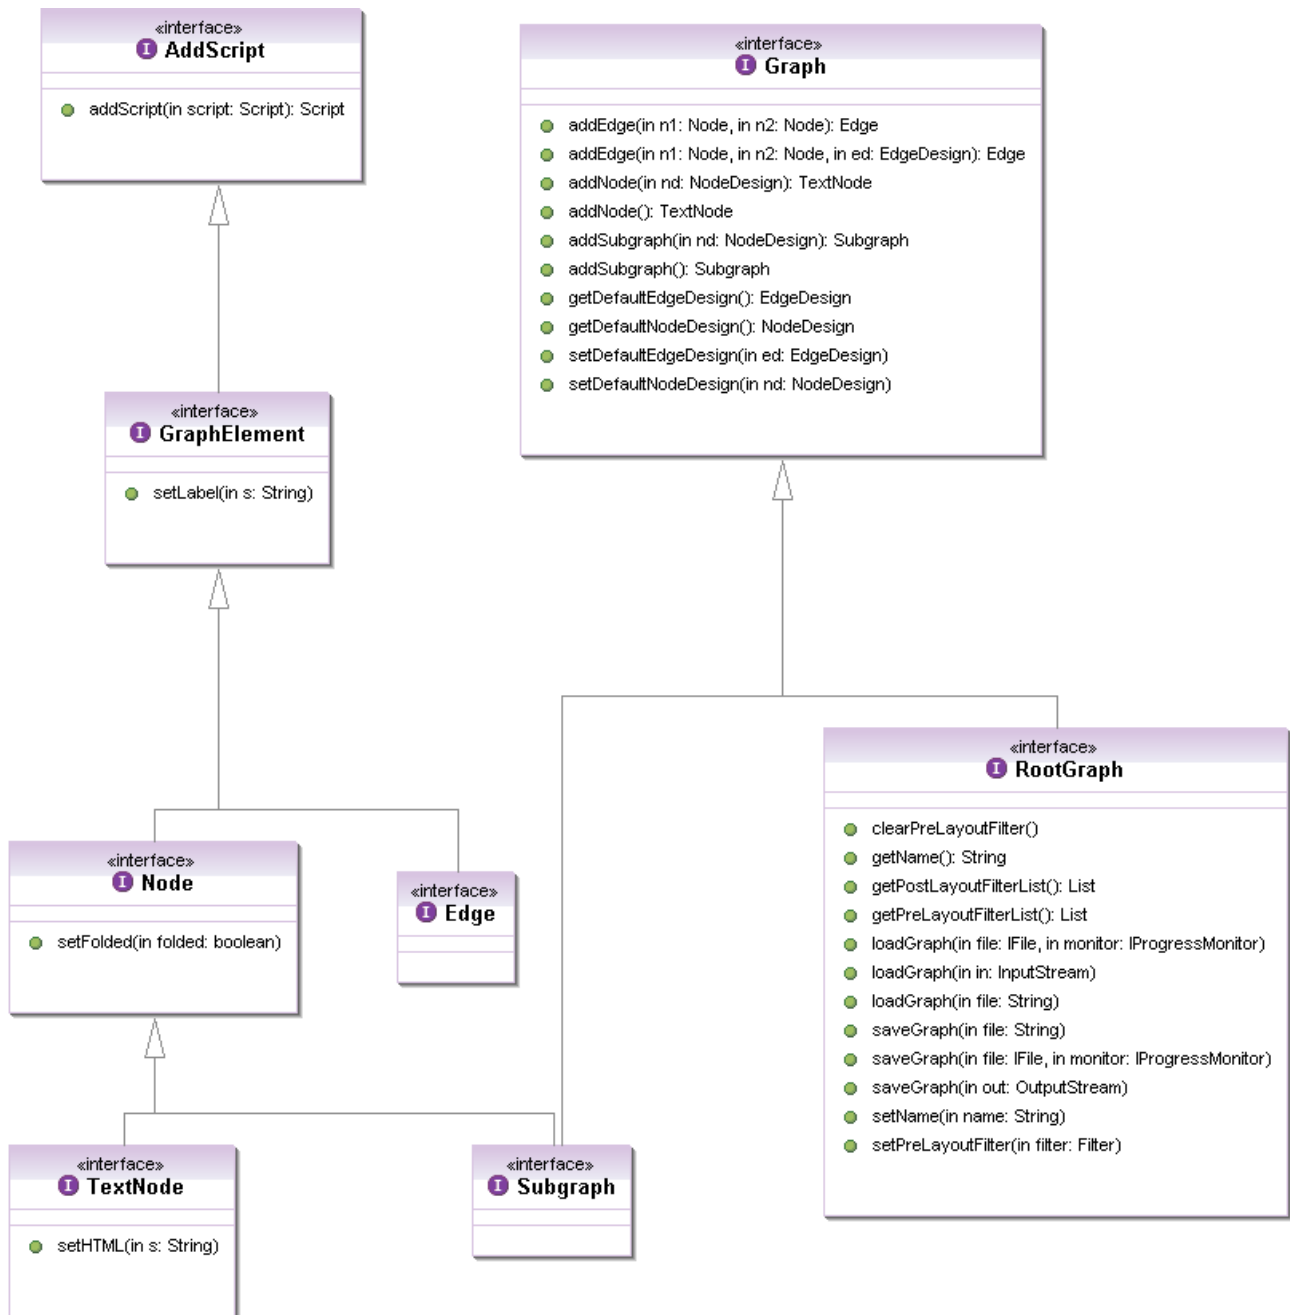 «interface»
I AddScript
addScript(in script: Script): Script
«interface»
I Graph
addEdge(in n1: Node, in n2: Node): Edge
addEdge(in n1: Node, in n2: Node, in ed: EdgeDesign): Edge
addNode(in nd: NodeDesign): TextNode
addNode(): TextNode
addSubgraph(in nd: NodeDesign): Subgraph
addSubgraph(): Subgraph
getDefaultEdgeDesign(): EdgeDesign
getDefaultNodeDesign(): NodeDesign
setDefaultEdgeDesign(in ed: EdgeDesign)
setDefaultNodeDesign(in nd: NodeDesign)
«interface»
I GraphElement
setLabel(in s: String)
«interface»
I RootGraph
clearPreLayoutFilter()
getName(): String
getPostLayoutFilterList(): List
getPreLayoutFilterList(): List
loadGraph(in file: IFile, in monitor: IProgressMonitor)
loadGraph(in in: InputStream)
loadGraph(in file: String)
saveGraph(in file: String)
saveGraph(in file: IFile, in monitor: IProgressMonitor)
saveGraph(in out: OutputStream)
setName(in name: String)
setPreLayoutFilter(in filter: Filter)
«interface»
I Node
setFolded(in folded: boolean)
«interface»
I Edge
«interface»
I TextNode
setHTML(in s: String)
«interface»
I Subgraph